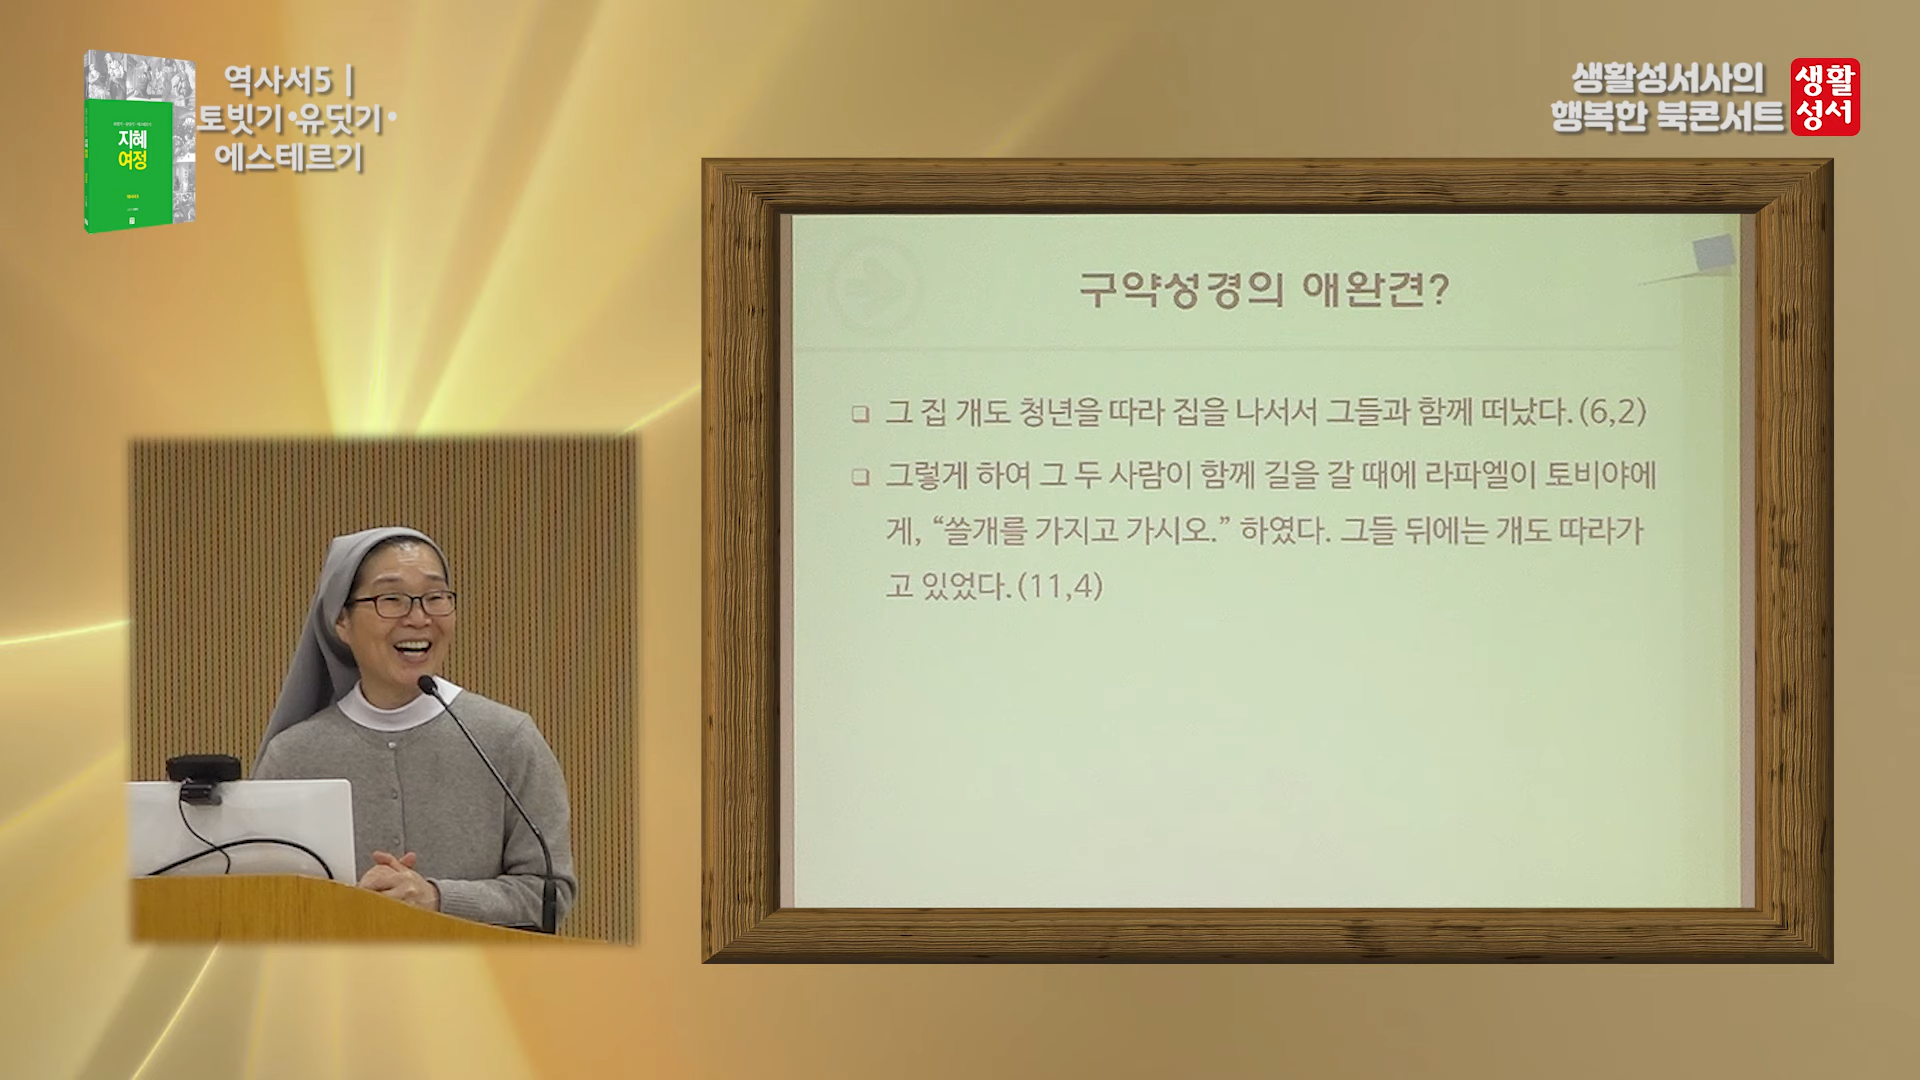 역사서5 |
토빗기·유딧기·
에스테르기
지혜
여정
생활성서사의
행복한 북콘서트
생활
성서
구약성경의 애완견?
❏ 그 집 개도 청년을 따라 집을 나서서 그들과 함께 떠났다.(6,2)
❏ 그렇게 하여 그 두 사람이 함께 길을 갈 때에 라파엘이 토비야에
게, “쓸개를 가지고 가시오.” 하였다. 그들 뒤에는 개도 따라가
고 있었다.(11,4)